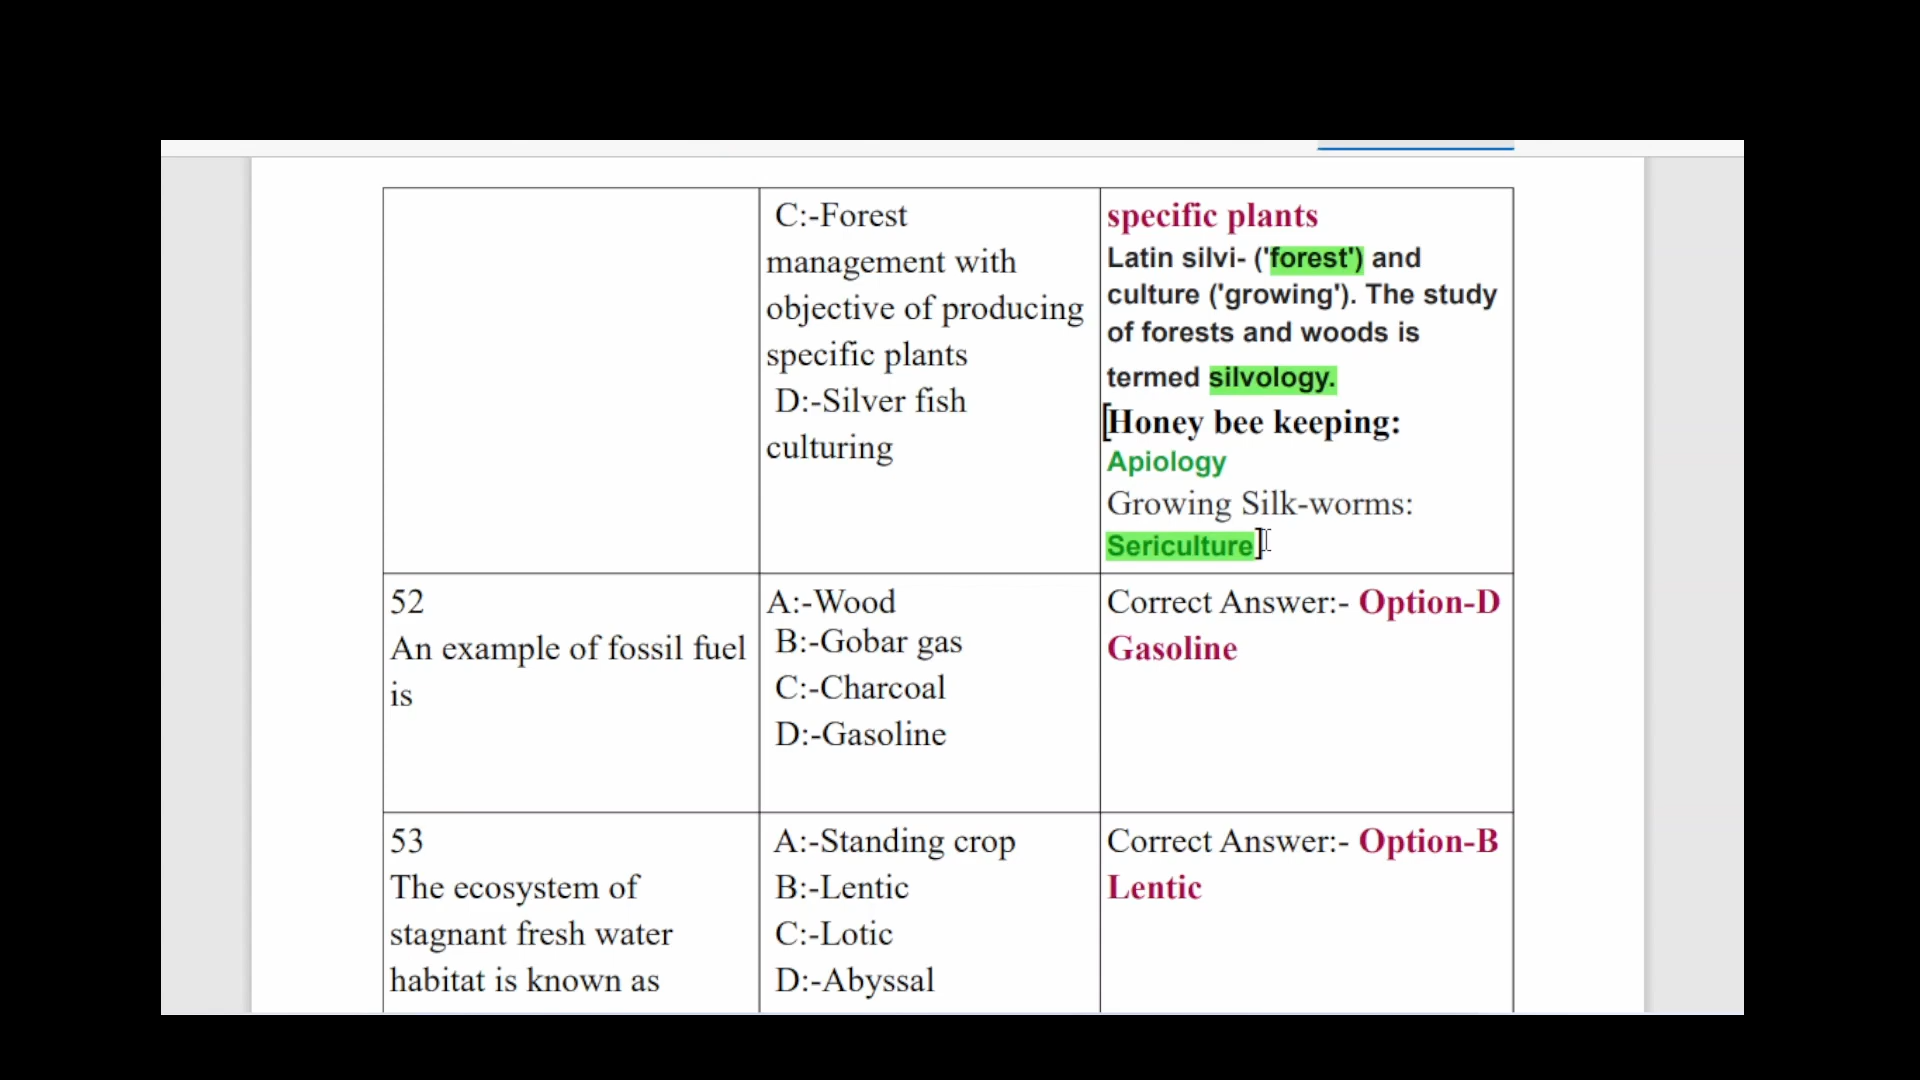 C:-Forest
management with
objective of producing
specific plants
D:-Silver fish
culturing
specific plants
Latin silvi- ('forest') and
culture ('growing'). The study
of forests and woods is
termed silvology.
[Honey bee keeping:
Apiology
Growing Silk-worms:
Sericulture]
52
An example of fossil fuel
is
A:-Wood
B:-Gobar gas
C:-Charcoal
D:-Gasoline
Correct Answer:- Option-D
Gasoline
53
The ecosystem of
stagnant fresh water
habitat is known as
A:-Standing crop
B:-Lentic
C:-Lotic
D:-Abyssal
Correct Answer:- Option-B
Lentic